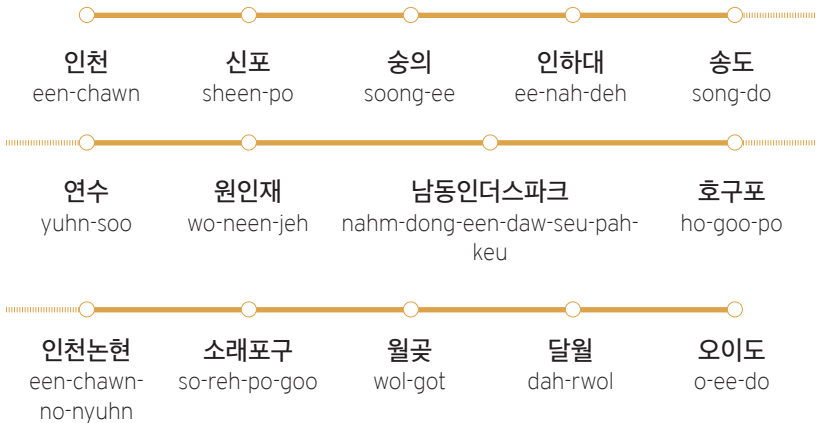 인천 신포 숭의 인하대 송도
een-chawn sheen-po soong-ee ee-nah-deh song-do
연수 원인재 남동인더스파크 호구포
yuhn-soo wo-neen-jeh nahm-dong-een-daw-seu-pah- ho-goo-po
keu
인천논현 소래포구 월곶 달월 오이도
een-chawn- so-reh-po-goo wol-got dah-rwol o-ee-do
no-nyuhn